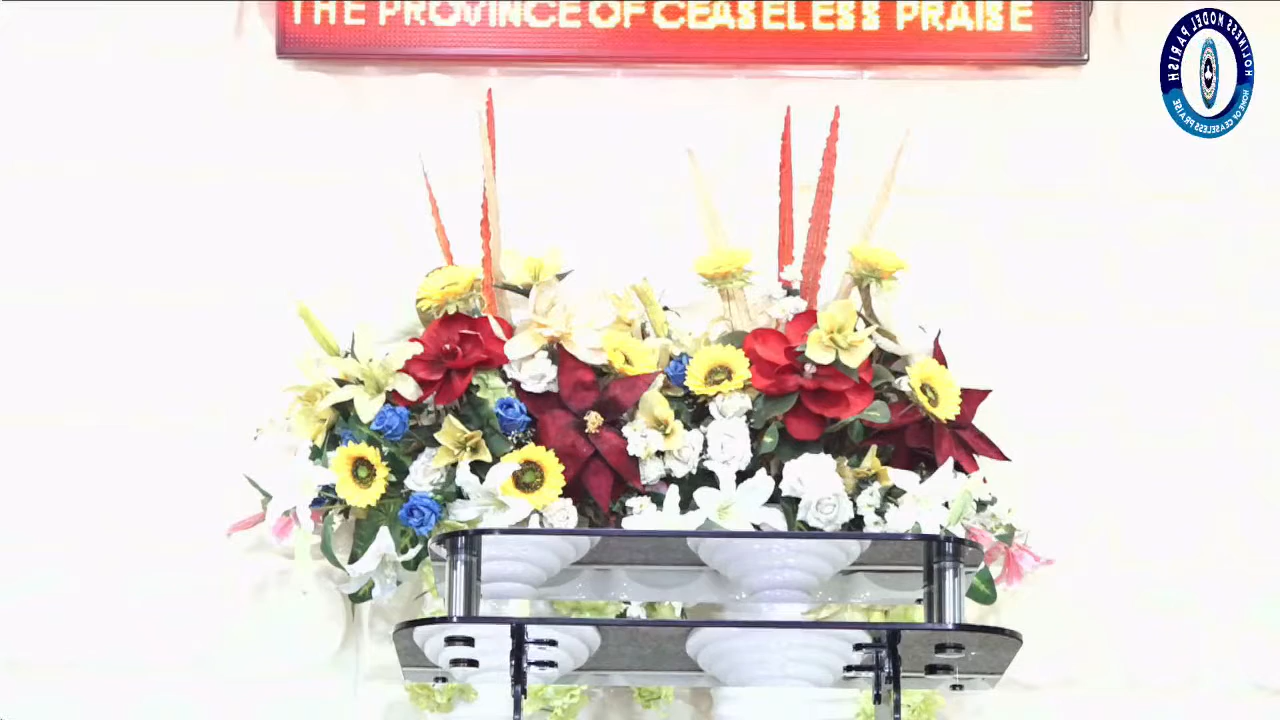 THE PROVINCE OF CEASELESS PRAISE
HOLINESS MODEL PARISH
HOME OF CEASELESS PRAISE